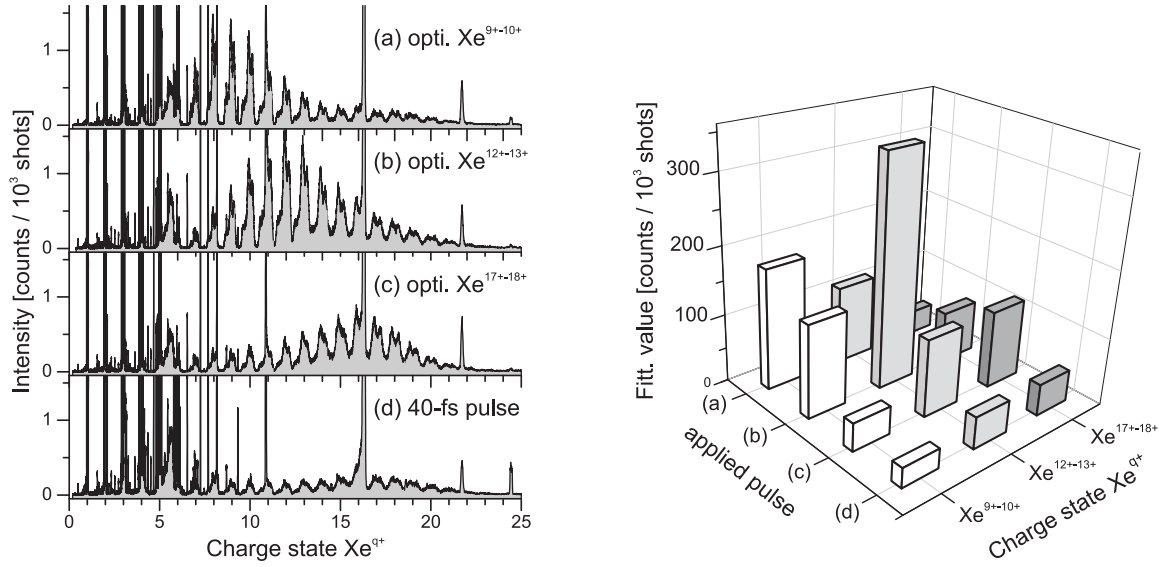 Intensity [counts / 10³ shots]
1
0
(a) opti. Xe⁹⁺⁻¹⁰⁺
1
0
(b) opti. Xe¹²⁺⁻¹³⁺
1
0
(c) opti. Xe¹⁷⁺⁻¹⁸⁺
1
0
(d) 40-fs pulse
0 5 10 15 20 25
Charge state Xe^q+
Fitt. value [counts / 10³ shots]
300
200
100
0
(a)
(b)
(c)
(d)
applied pulse
Xe¹⁷⁺⁻¹⁸⁺
Xe¹²⁺⁻¹³⁺
Xe⁹⁺⁻¹⁰⁺
Charge state Xe^q+